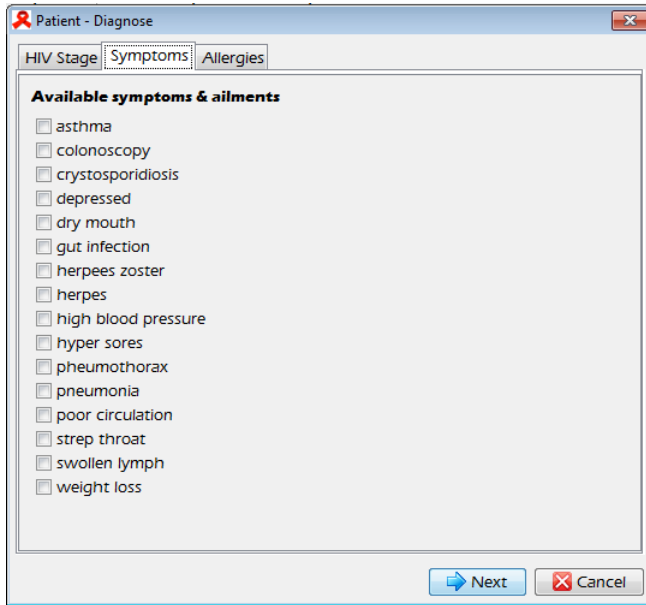 Patient - Diagnose
HIV Stage Symptoms Allergies
Available symptoms & ailments
asthma
colonoscopy
crystosporidiosis
depressed
dry mouth
gut infection
herpees zoster
herpes
high blood pressure
hyper sores
pheumothorax
pneumonia
poor circulation
strep throat
swollen lymph
weight loss
Next Cancel